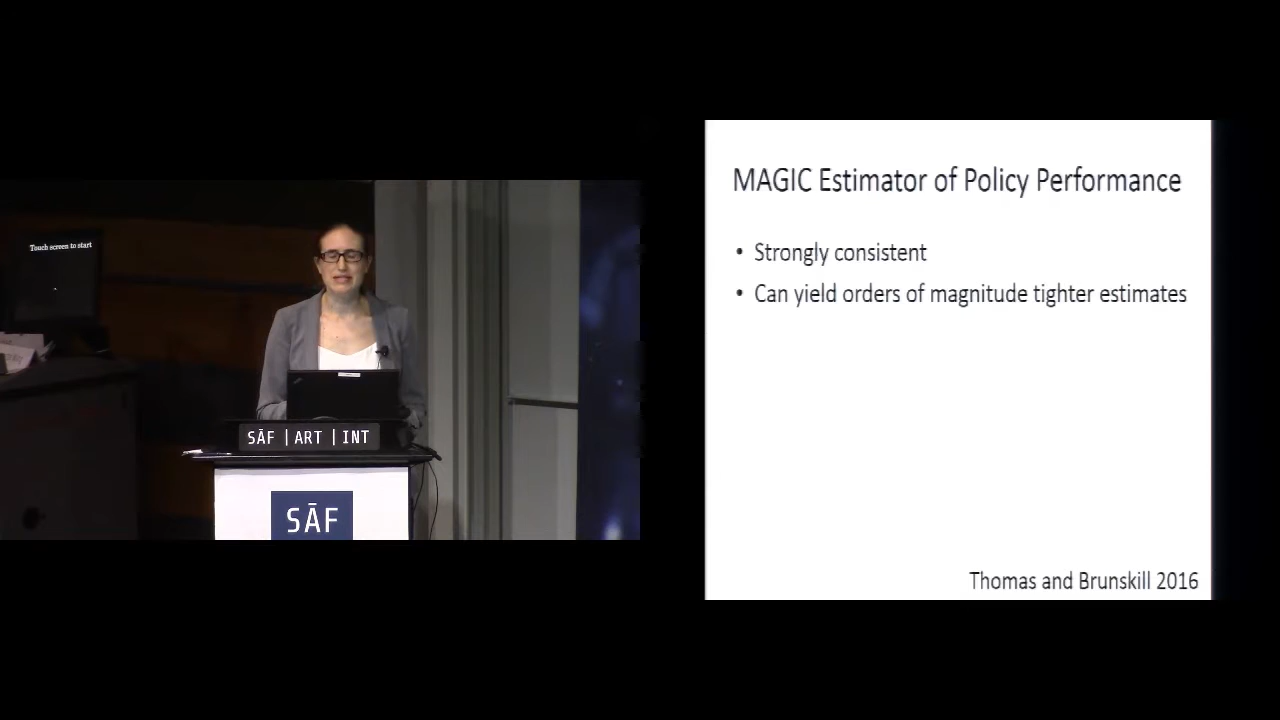 Touch screen to start
SĀF | ART | INT
SĀF
MAGIC Estimator of Policy Performance
• Strongly consistent
• Can yield orders of magnitude tighter estimates
Thomas and Brunskill 2016